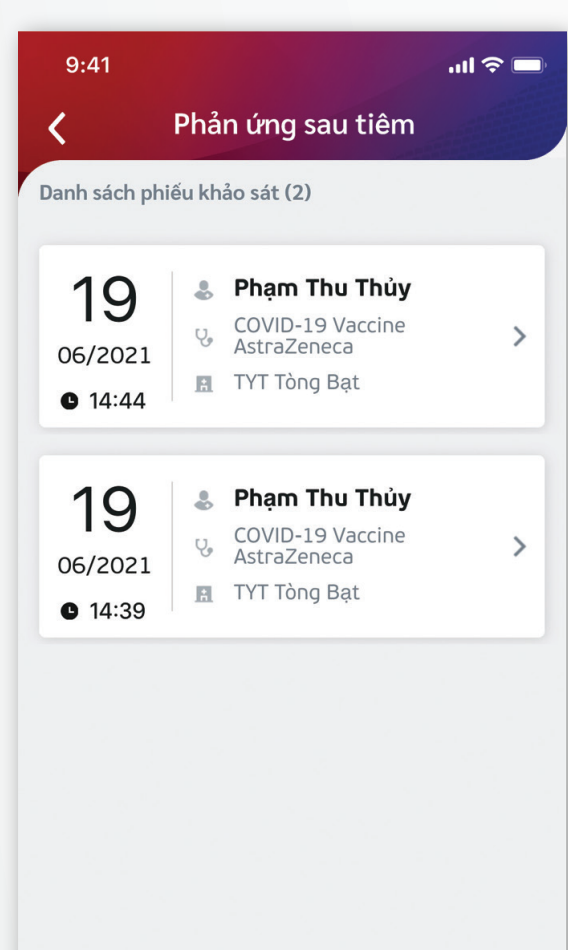 9:41
Phản ứng sau tiêm
Danh sách phiếu khảo sát (2)
19
06/2021
14:44
Phạm Thu Thủy
COVID-19 Vaccine
AstraZeneca
TYT Tòng Bạt
19
06/2021
14:39
Phạm Thu Thủy
COVID-19 Vaccine
AstraZeneca
TYT Tòng Bạt